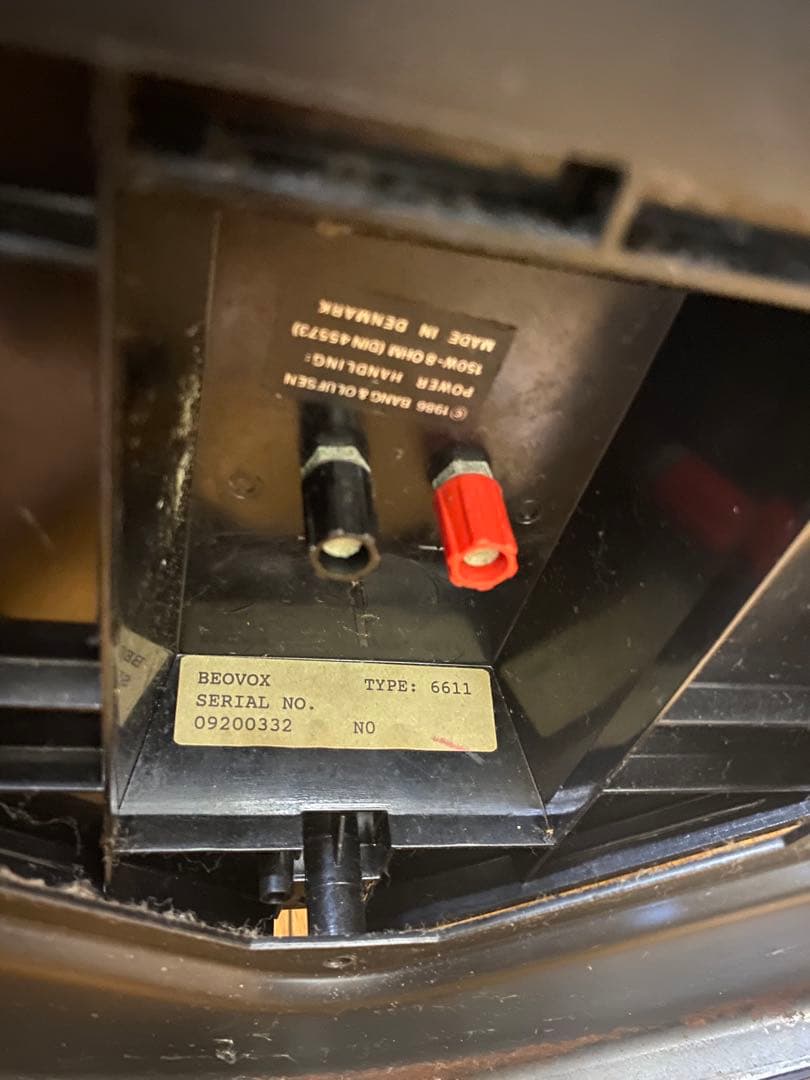 © 1986 BANG & OLUFSEN
POWER HANDLING:
150W-8 OHM (DIN 45573)
MADE IN DENMARK
BEOVOX TYPE: 6611
SERIAL NO.
09200332 NO